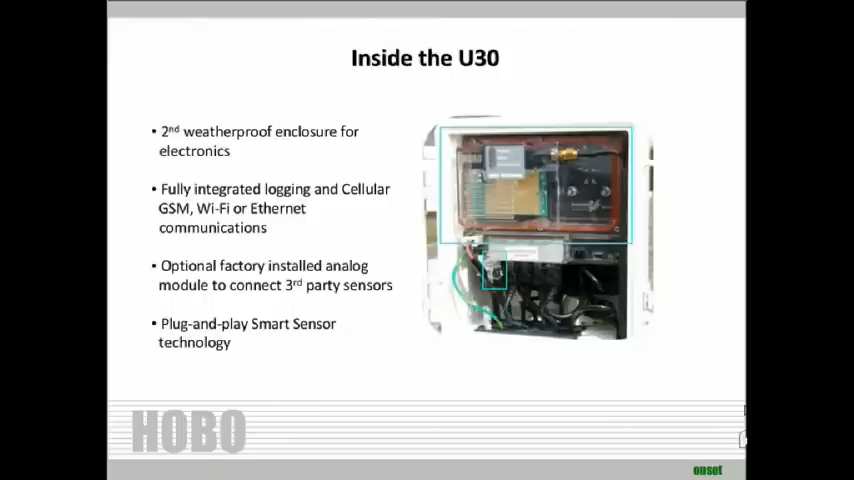 Inside the U30
• 2nd weatherproof enclosure for
electronics
• Fully integrated logging and Cellular
GSM, Wi-Fi or Ethernet
communications
• Optional factory installed analog
module to connect 3rd party sensors
• Plug-and-play Smart Sensor
technology
HOBO
onset